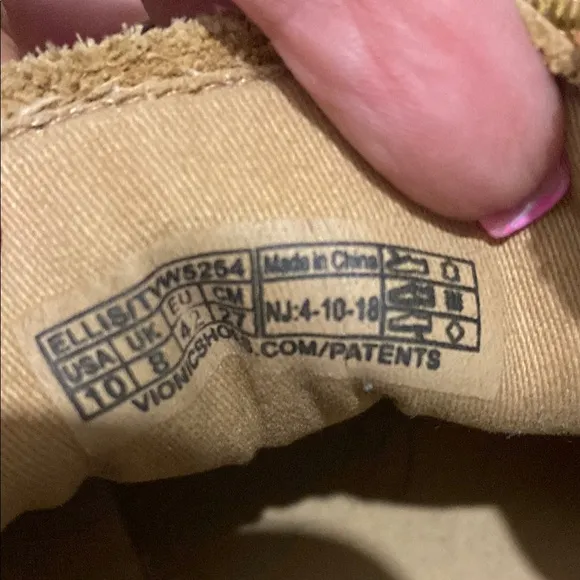 ELLIS/TVW5254 Made in China
USA UK EU CM NJ:4-10-18
10 8 42 27
VIONICSHOES.COM/PATENTS